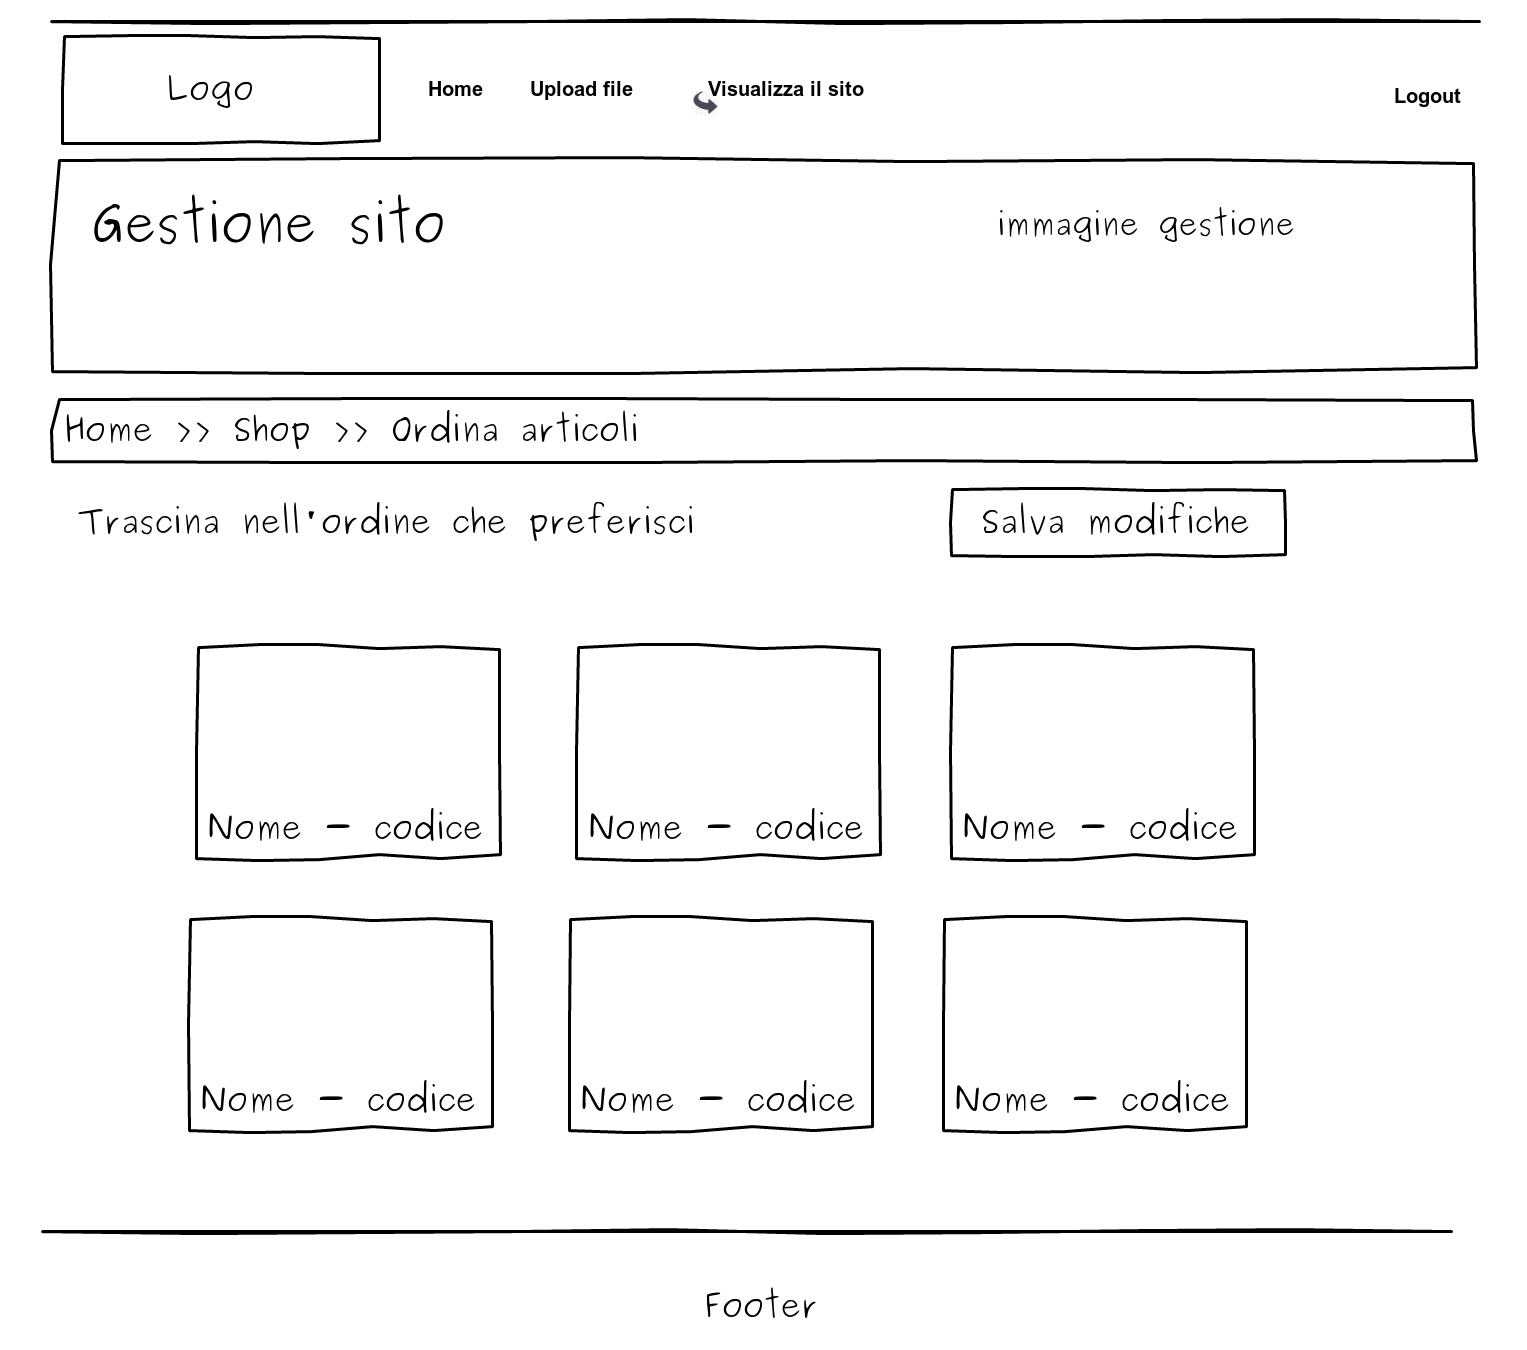 Logo
Home Upload file Visualizza il sito
Logout
Gestione sito
immagine gestione
Home >> Shop >> Ordina articoli
Trascina nell'ordine che preferisci
Salva modifiche
Nome - codice
Nome - codice
Nome - codice
Nome - codice
Nome - codice
Nome - codice
Footer